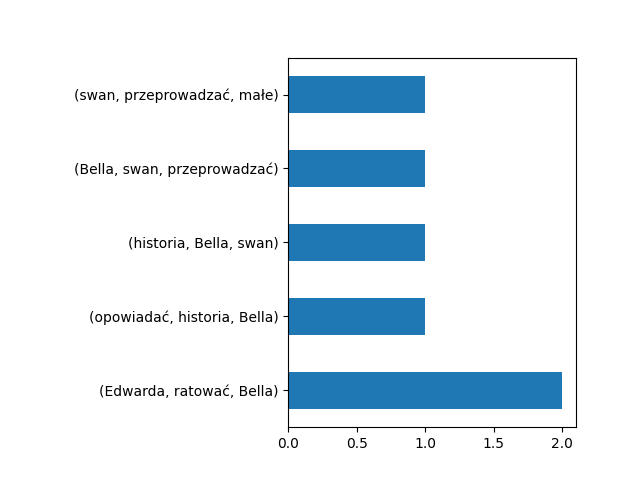 (swan, przeprowadzać, małe)
(Bella, swan, przeprowadzać)
(historia, Bella, swan)
(opowiadać, historia, Bella)
(Edwarda, ratować, Bella)
0.0 0.5 1.0 1.5 2.0